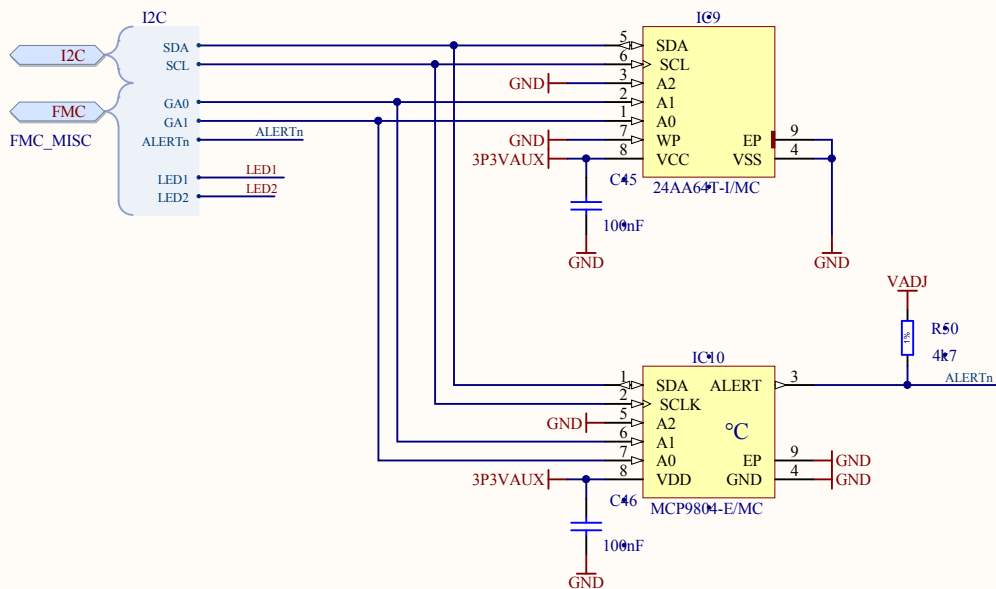 I2C
I2C
FMC
FMC_MISC
SDA
SCL
GA0
GA1
ALERTn
LED1
LED2
ALERTn
LED1
LED2
IC9
5 SDA
6 SCL
GND 3 A2
2 A1
1 A0
GND 7 WP
3P3VAUX 8 VCC
EP 9
VSS 4
24AA64T-I/MC
C45
100nF
GND
GND
VADJ
1%
R50
4k7
ALERTn
IC10
1 SDA
2 SCLK
GND 5 A2
6 A1
7 A0
3P3VAUX 8 VDD
ALERT 3
°C
EP 9 GND
GND 4 GND
MCP9804-E/MC
C46
100nF
GND